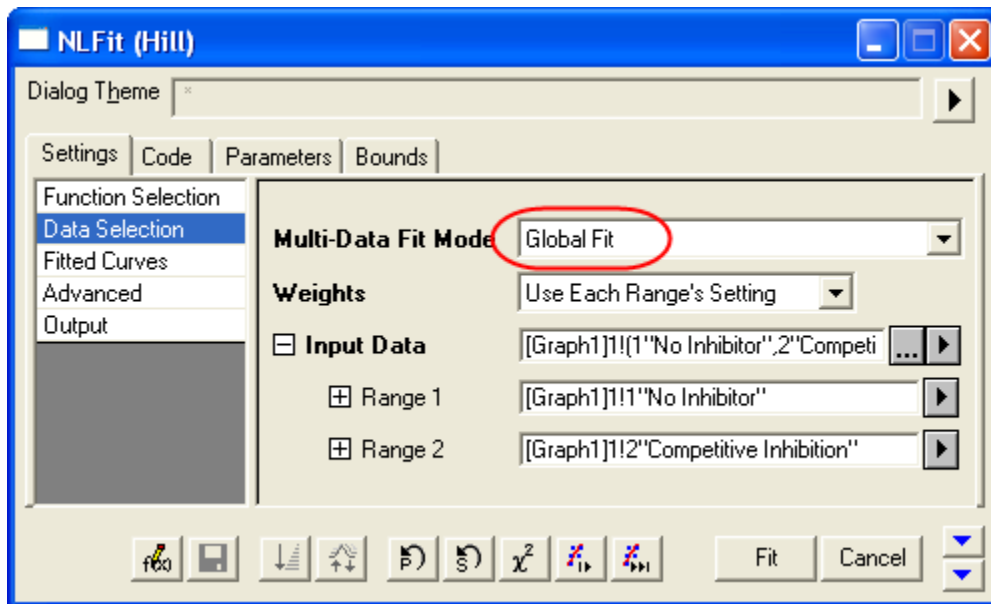 NLFit (Hill)
Dialog Theme *
Settings Code Parameters Bounds
Function Selection
Data Selection
Fitted Curves
Advanced
Output
Multi-Data Fit Mode Global Fit
Weights Use Each Range's Setting
Input Data [Graph1]1!(1"No Inhibitor",2"Competi ...
Range 1 [Graph1]1!1"No Inhibitor"
Range 2 [Graph1]1!2"Competitive Inhibition"
P S χ² Fit Cancel